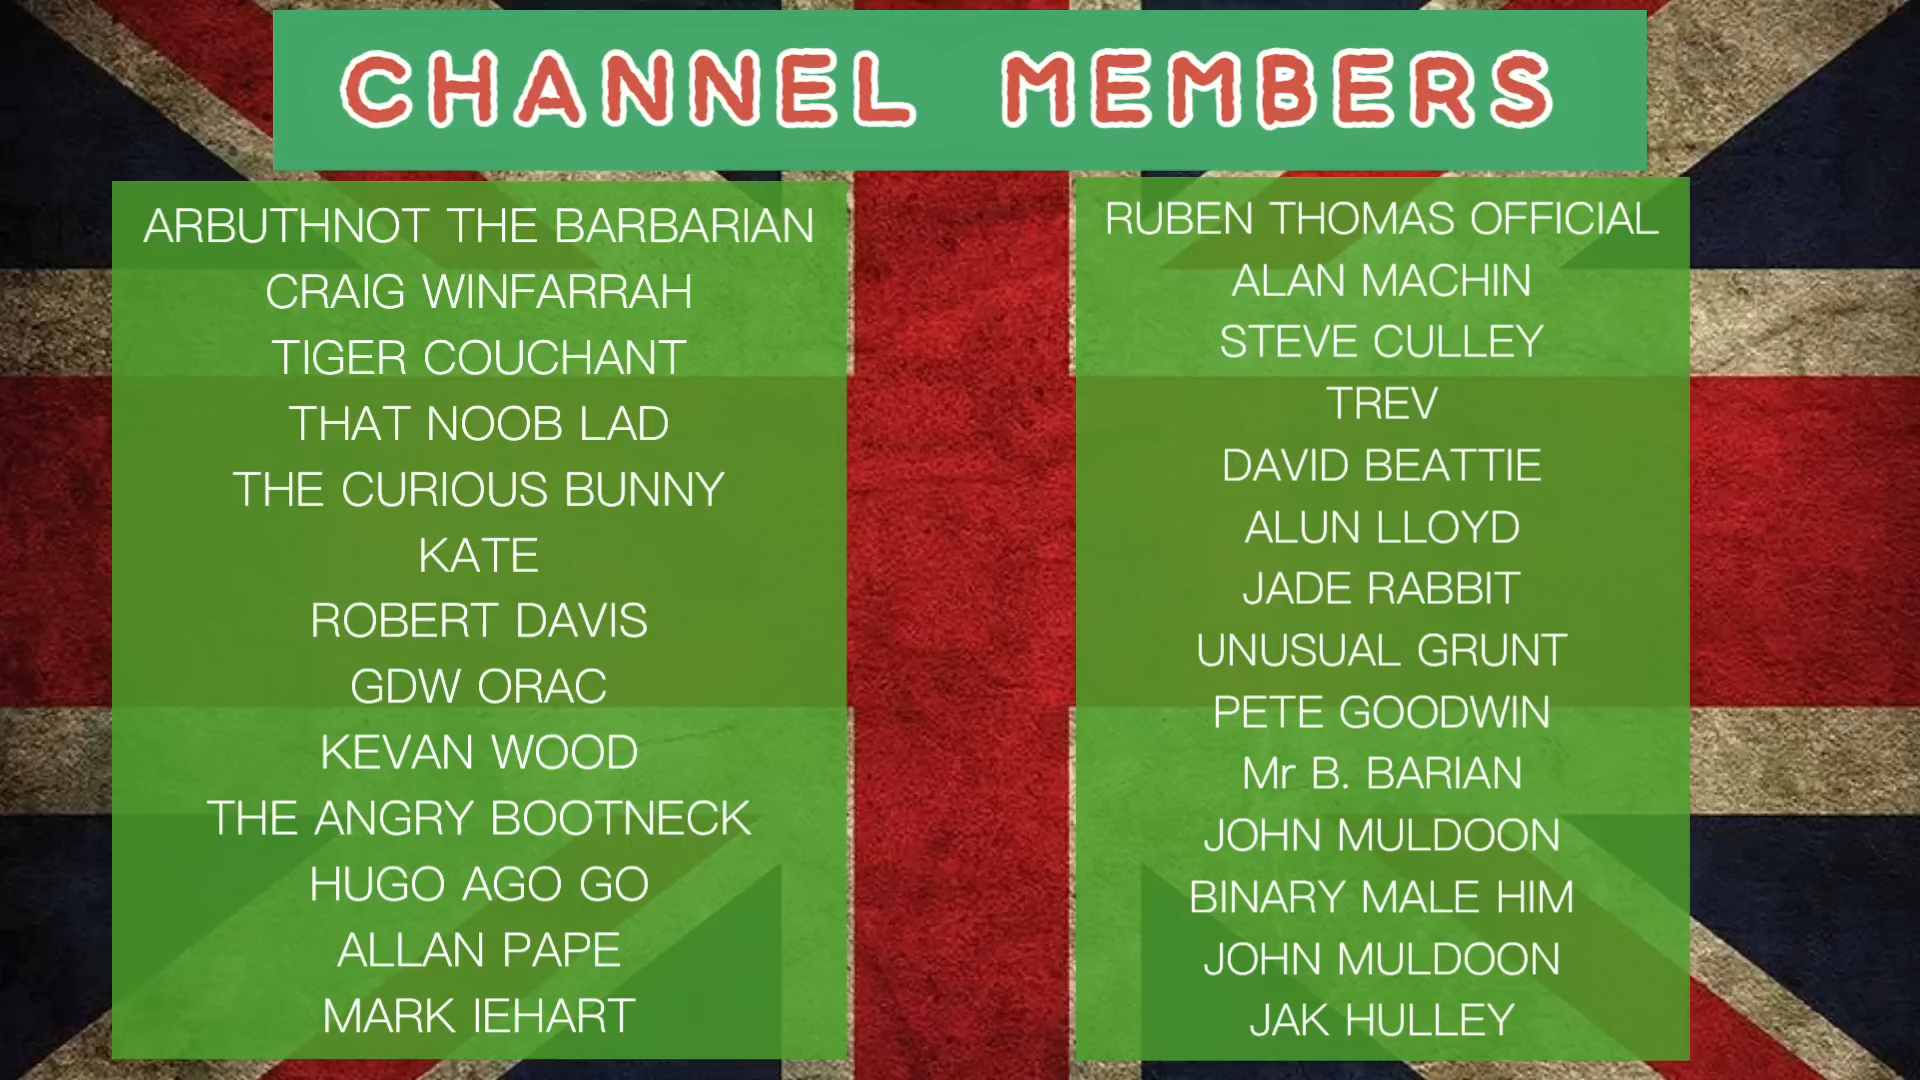 CHANNEL MEMBERS
ARBUTHNOT THE BARBARIAN
CRAIG WINFARRAH
TIGER COUCHANT
THAT NOOB LAD
THE CURIOUS BUNNY
KATE
ROBERT DAVIS
GDW ORAC
KEVAN WOOD
THE ANGRY BOOTNECK
HUGO AGO GO
ALLAN PAPE
MARK IEHART
RUBEN THOMAS OFFICIAL
ALAN MACHIN
STEVE CULLEY
TREV
DAVID BEATTIE
ALUN LLOYD
JADE RABBIT
UNUSUAL GRUNT
PETE GOODWIN
Mr B. BARIAN
JOHN MULDOON
BINARY MALE HIM
JOHN MULDOON
JAK HULLEY